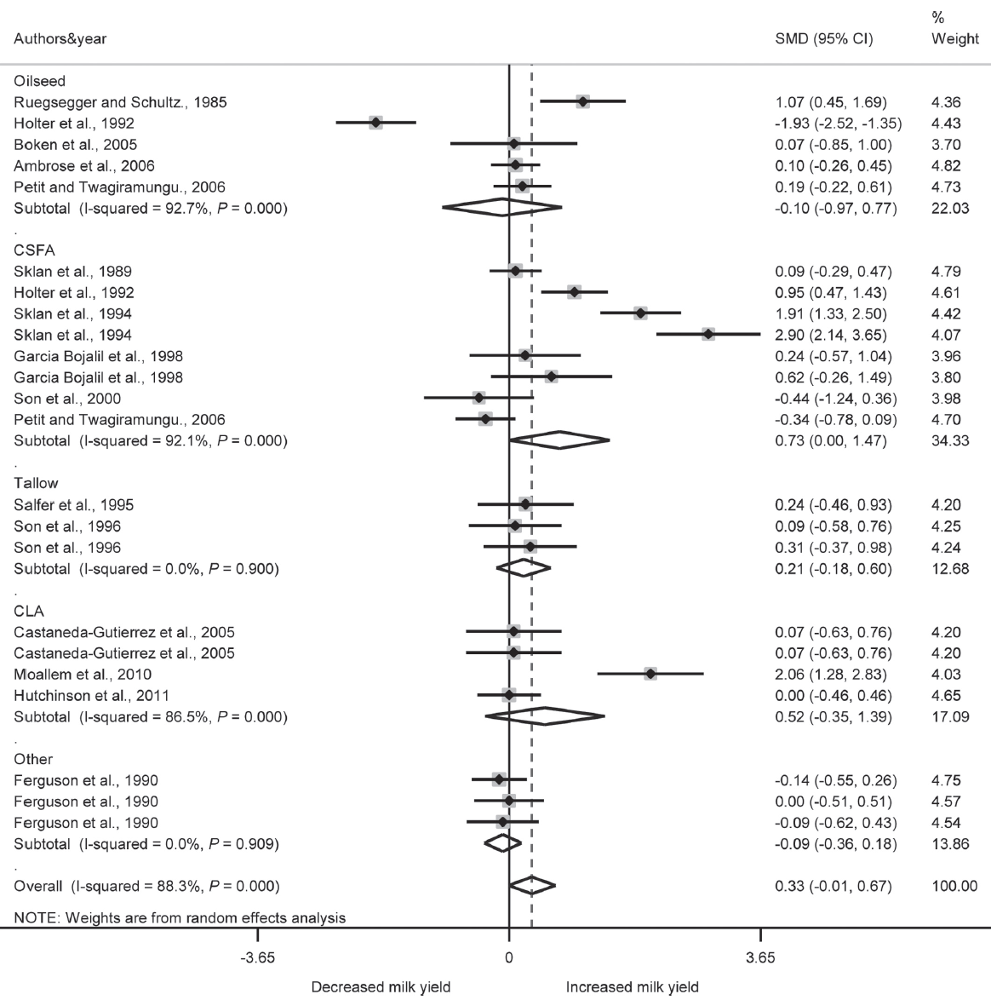 %
Authors&year SMD (95% CI) Weight
Oilseed
Ruegsegger and Schultz., 1985 1.07 (0.45, 1.69) 4.36
Holter et al., 1992 -1.93 (-2.52, -1.35) 4.43
Boken et al., 2005 0.07 (-0.85, 1.00) 3.70
Ambrose et al., 2006 0.10 (-0.26, 0.45) 4.82
Petit and Twagiramungu., 2006 0.19 (-0.22, 0.61) 4.73
Subtotal (I-squared = 92.7%, P = 0.000) -0.10 (-0.97, 0.77) 22.03
.
CSFA
Sklan et al., 1989 0.09 (-0.29, 0.47) 4.79
Holter et al., 1992 0.95 (0.47, 1.43) 4.61
Sklan et al., 1994 1.91 (1.33, 2.50) 4.42
Sklan et al., 1994 2.90 (2.14, 3.65) 4.07
Garcia Bojalil et al., 1998 0.24 (-0.57, 1.04) 3.96
Garcia Bojalil et al., 1998 0.62 (-0.26, 1.49) 3.80
Son et al., 2000 -0.44 (-1.24, 0.36) 3.98
Petit and Twagiramungu., 2006 -0.34 (-0.78, 0.09) 4.70
Subtotal (I-squared = 92.1%, P = 0.000) 0.73 (0.00, 1.47) 34.33
.
Tallow
Salfer et al., 1995 0.24 (-0.46, 0.93) 4.20
Son et al., 1996 0.09 (-0.58, 0.76) 4.25
Son et al., 1996 0.31 (-0.37, 0.98) 4.24
Subtotal (I-squared = 0.0%, P = 0.900) 0.21 (-0.18, 0.60) 12.68
.
CLA
Castaneda-Gutierrez et al., 2005 0.07 (-0.63, 0.76) 4.20
Castaneda-Gutierrez et al., 2005 0.07 (-0.63, 0.76) 4.20
Moallem et al., 2010 2.06 (1.28, 2.83) 4.03
Hutchinson et al., 2011 0.00 (-0.46, 0.46) 4.65
Subtotal (I-squared = 86.5%, P = 0.000) 0.52 (-0.35, 1.39) 17.09
.
Other
Ferguson et al., 1990 -0.14 (-0.55, 0.26) 4.75
Ferguson et al., 1990 0.00 (-0.51, 0.51) 4.57
Ferguson et al., 1990 -0.09 (-0.62, 0.43) 4.54
Subtotal (I-squared = 0.0%, P = 0.909) -0.09 (-0.36, 0.18) 13.86
.
Overall (I-squared = 88.3%, P = 0.000) 0.33 (-0.01, 0.67) 100.00
NOTE: Weights are from random effects analysis
-3.65 0 3.65
Decreased milk yield Increased milk yield